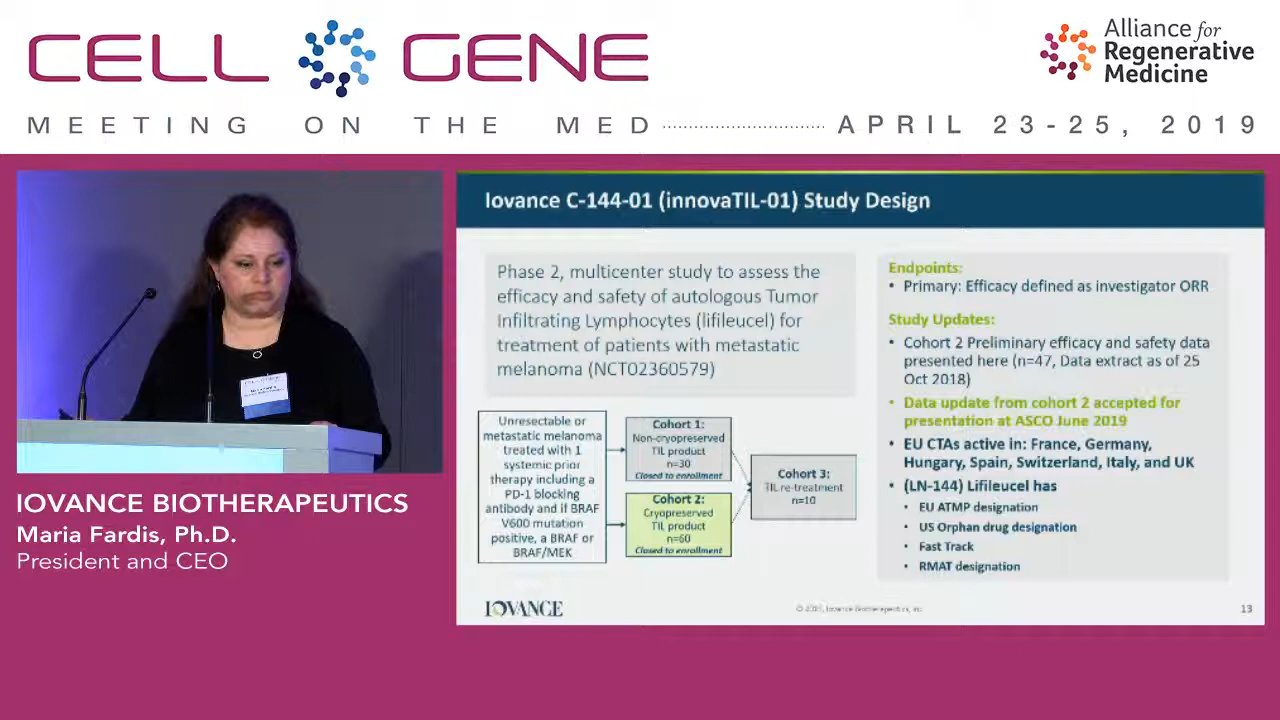 CELL GENE
MEETING ON THE MED
APRIL 23-25, 2019
Alliance for
Regenerative
Medicine
Iovance C-144-01 (innovaTIL-01) Study Design
Phase 2, multicenter study to assess the
efficacy and safety of autologous Tumor
Infiltrating Lymphocytes (lifileucel) for
treatment of patients with metastatic
melanoma (NCT02360579)
Unresectable or
metastatic melanoma
treated with 1
systemic prior
therapy including a
PD-1 blocking
antibody and if BRAF
V600 mutation
positive, a BRAF or
BRAF/MEK
Cohort 1:
Non-cryopreserved
TIL product
n=30
Closed to enrollment
Cohort 2:
Cryopreserved
TIL product
n=60
Closed to enrollment
Cohort 3:
TIL re-treatment
n=10
Endpoints:
• Primary: Efficacy defined as investigator ORR
Study Updates:
• Cohort 2 Preliminary efficacy and safety data
presented here (n=47, Data extract as of 25
Oct 2018)
• Data update from cohort 2 accepted for
presentation at ASCO June 2019
• EU CTAs active in: France, Germany,
Hungary, Spain, Switzerland, Italy, and UK
• (LN-144) Lifileucel has
• EU ATMP designation
• US Orphan drug designation
• Fast Track
• RMAT designation
IOVANCE
Iovance Biotherapeutics, Inc.
13
IOVANCE BIOTHERAPEUTICS
Maria Fardis, Ph.D.
President and CEO